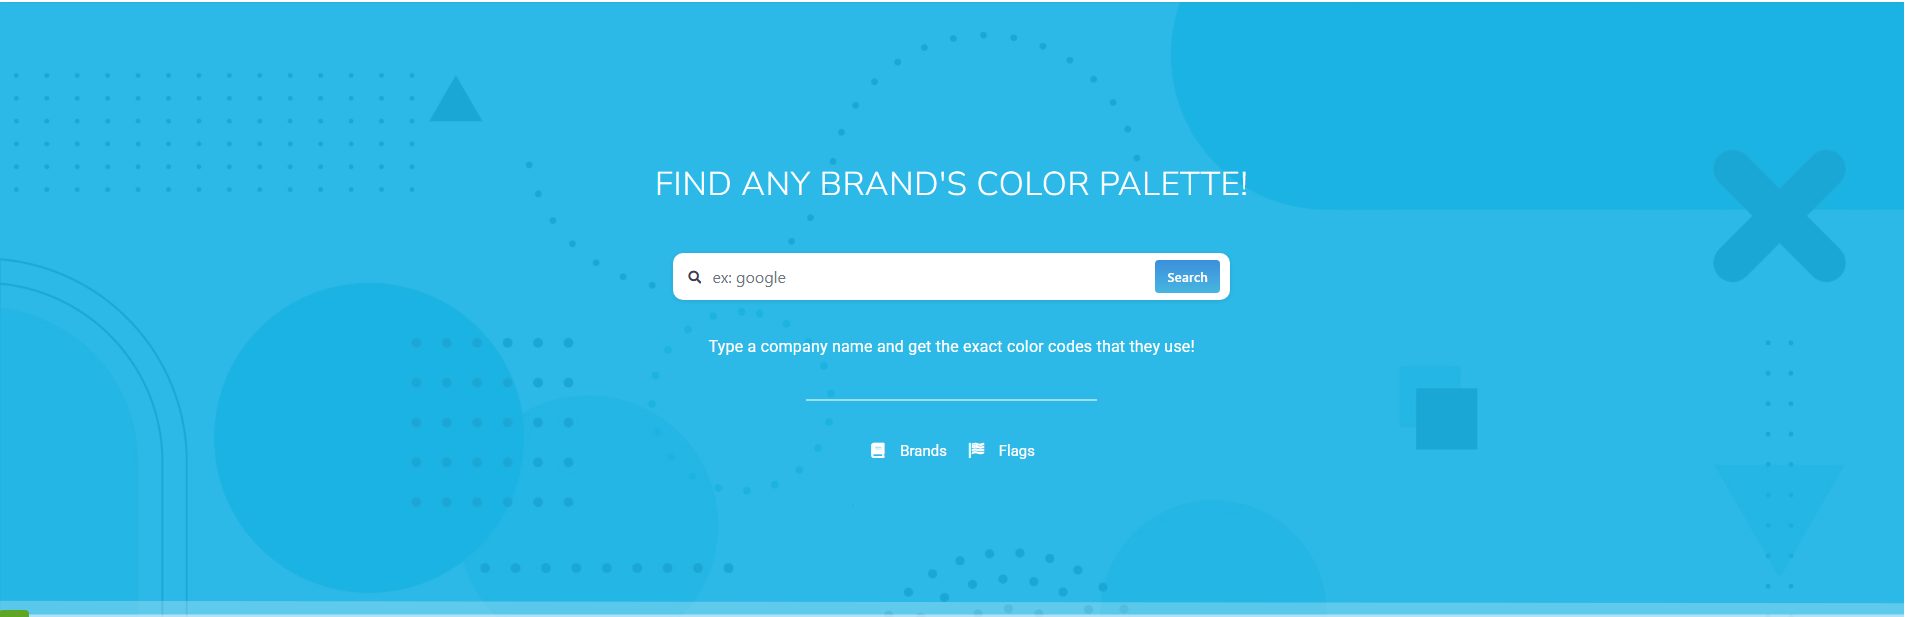 FIND ANY BRAND'S COLOR PALETTE!
ex: google
Search
Type a company name and get the exact color codes that they use!
Brands Flags